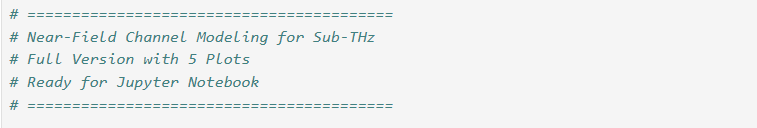 # =========================================
# Near-Field Channel Modeling for Sub-THz
# Full Version with 5 Plots
# Ready for Jupyter Notebook
# =========================================